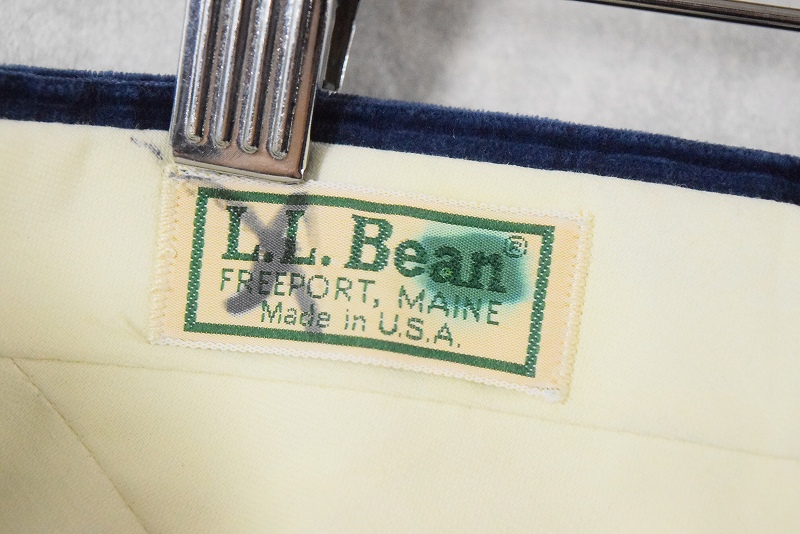 L.L. Bean®
FREEPORT, MAINE
Made in U.S.A.